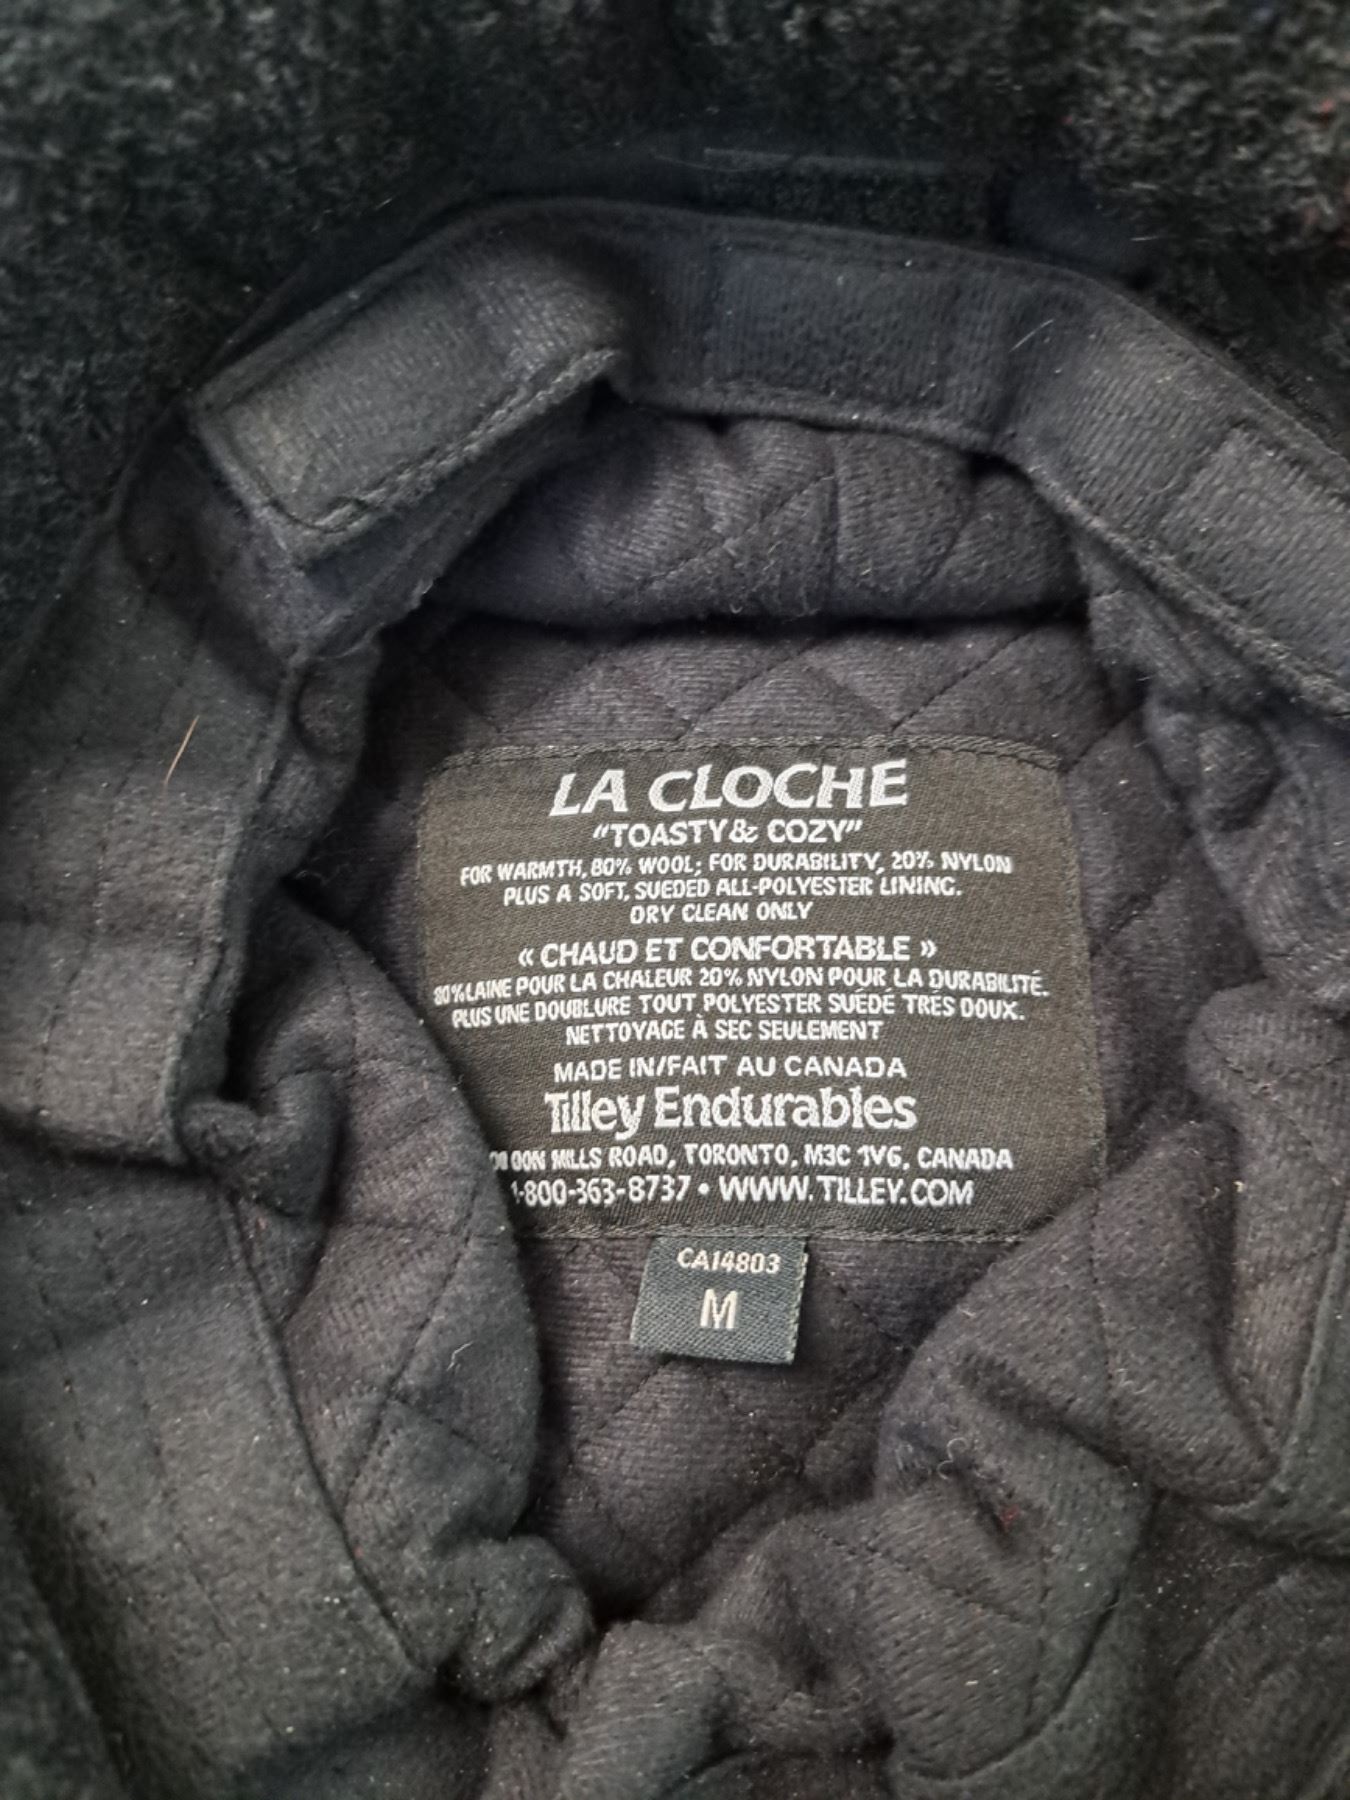 LA CLOCHE
"TOASTY & COZY"
FOR WARMTH, 80% WOOL; FOR DURABILITY, 20% NYLON
PLUS A SOFT, SUEDED ALL-POLYESTER LINING.
DRY CLEAN ONLY
« CHAUD ET CONFORTABLE »
80% LAINE POUR LA CHALEUR 20% NYLON POUR LA DURABILITÉ.
PLUS UNE DOUBLURE TOUT POLYESTER SUÉDÉ TRÈS DOUX.
NETTOYAGE À SEC SEULEMENT
MADE IN/FAIT AU CANADA
Tilley Endurables
DON MILLS ROAD, TORONTO, M3C 1V6, CANADA
1-800-363-8737 • WWW.TILLEY.COM
CA14803
M